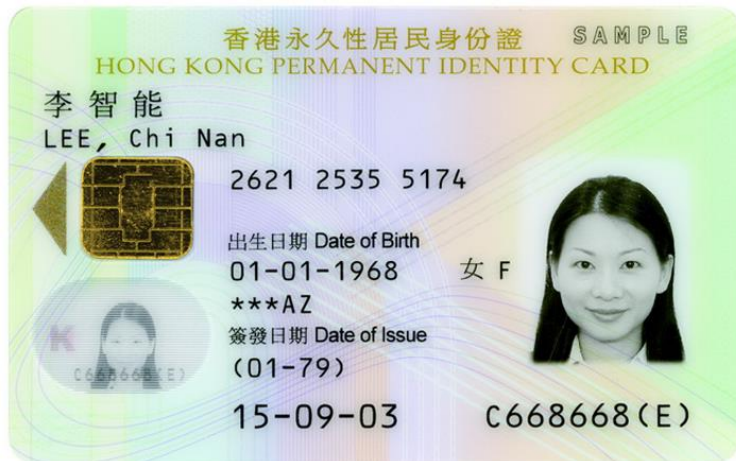 香港永久性居民身份證 SAMPLE
HONG KONG PERMANENT IDENTITY CARD
李智能
LEE, Chi Nan
2621 2535 5174
出生日期 Date of Birth
01-01-1968 女 F
***AZ
簽發日期 Date of Issue
(01-79)
15-09-03 C668668(E)
K
C668668(E)